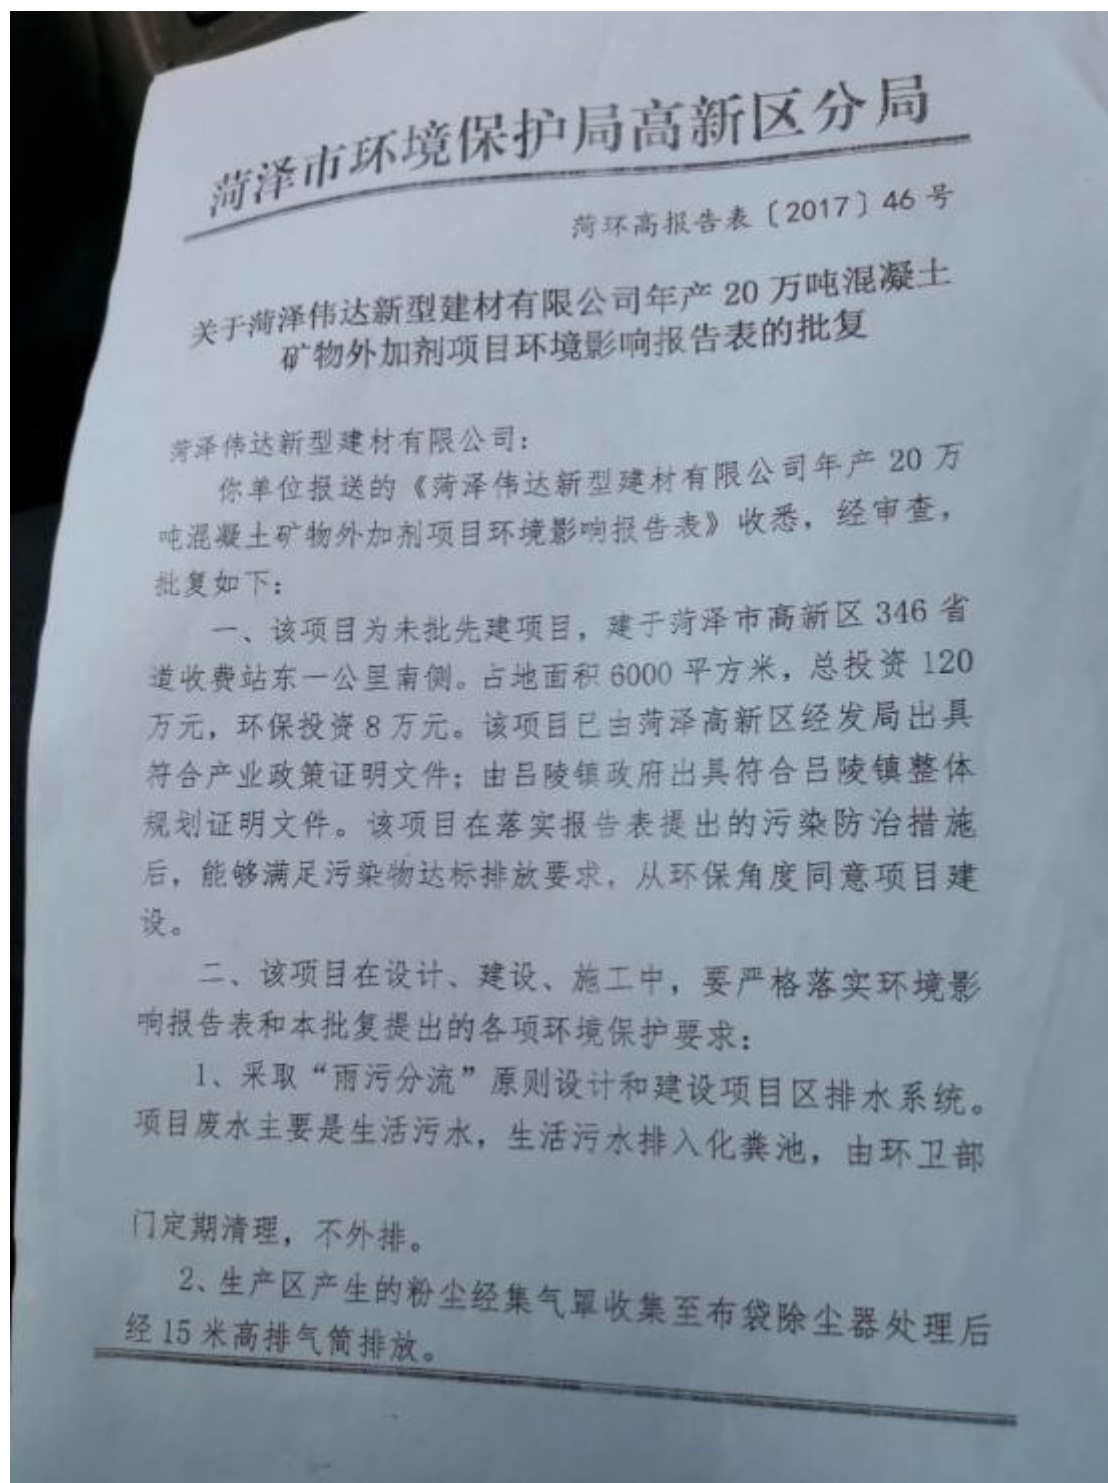 菏泽市环境保护局高新区分局
菏环高报告表〔2017〕46号
关于菏泽伟达新型建材有限公司年产20万吨混凝土
矿物外加剂项目环境影响报告表的批复
菏泽伟达新型建材有限公司:
你单位报送的《菏泽伟达新型建材有限公司年产20万
吨混凝土矿物外加剂项目环境影响报告表》收悉，经审查，
批复如下:
一、该项目为未批先建项目，建于菏泽市高新区346省
道收费站东一公里南侧。占地面积6000平方米，总投资120
万元，环保投资8万元。该项目已由菏泽高新区经发局出具
符合产业政策证明文件；由吕陵镇政府出具符合吕陵镇整体
规划证明文件。该项目在落实报告表提出的污染防治措施
后，能够满足污染物达标排放要求，从环保角度同意项目建
设。
二、该项目在设计、建设、施工中，要严格落实环境影
响报告表和本批复提出的各项环境保护要求:
1、采取“雨污分流”原则设计和建设项目区排水系统。
项目废水主要是生活污水，生活污水排入化粪池，由环卫部
门定期清理，不外排。
2、生产区产生的粉尘经集气罩收集至布袋除尘器处理后
经15米高排气筒排放。